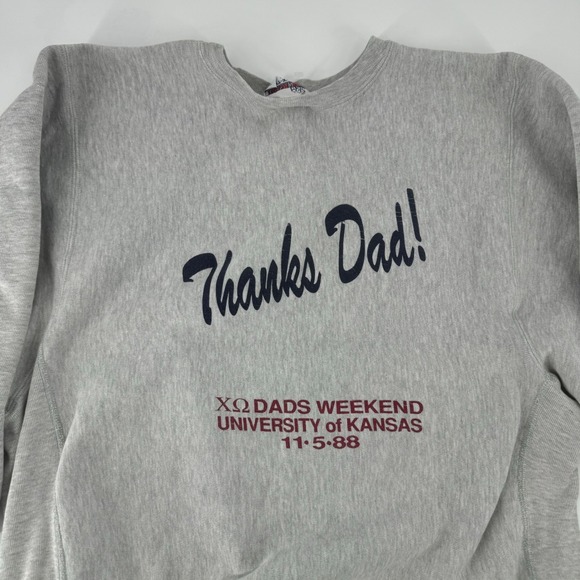 Thanks Dad!
ΧΩ DADS WEEKEND
UNIVERSITY of KANSAS
11•5•88